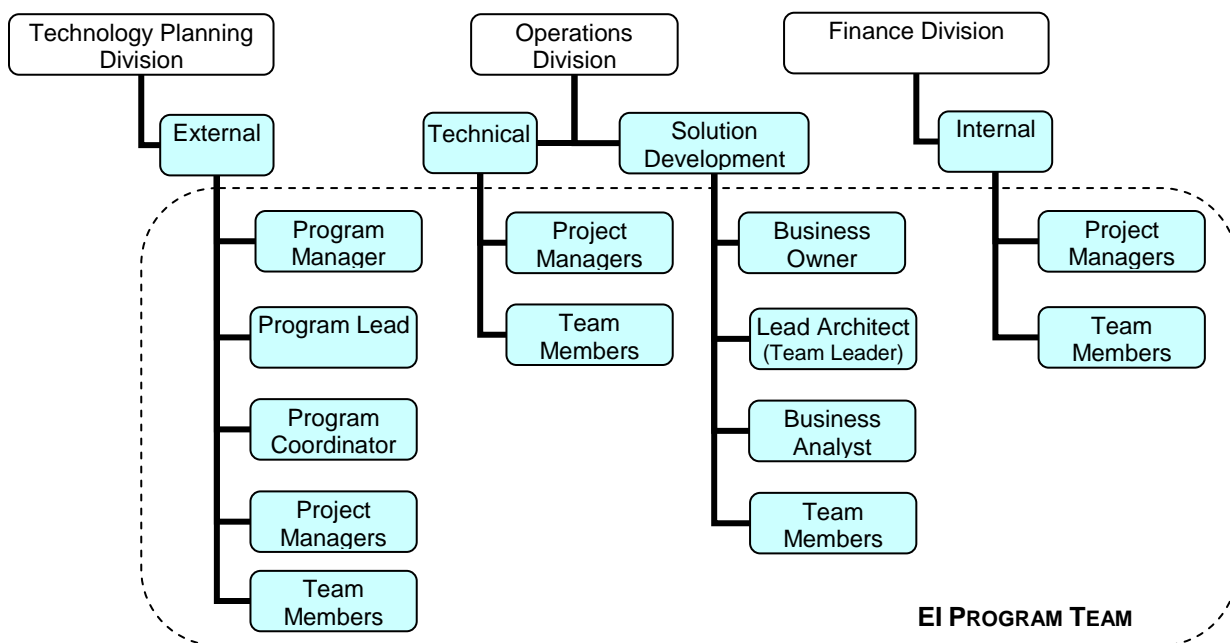 Technology Planning
Division
Operations
Division
Finance Division
External
Technical
Solution
Development
Internal
Program
Manager
Program Lead
Program
Coordinator
Project
Managers
Team
Members
Project
Managers
Team
Members
Business
Owner
Lead Architect
(Team Leader)
Business
Analyst
Team
Members
Project
Managers
Team
Members
EI PROGRAM TEAM